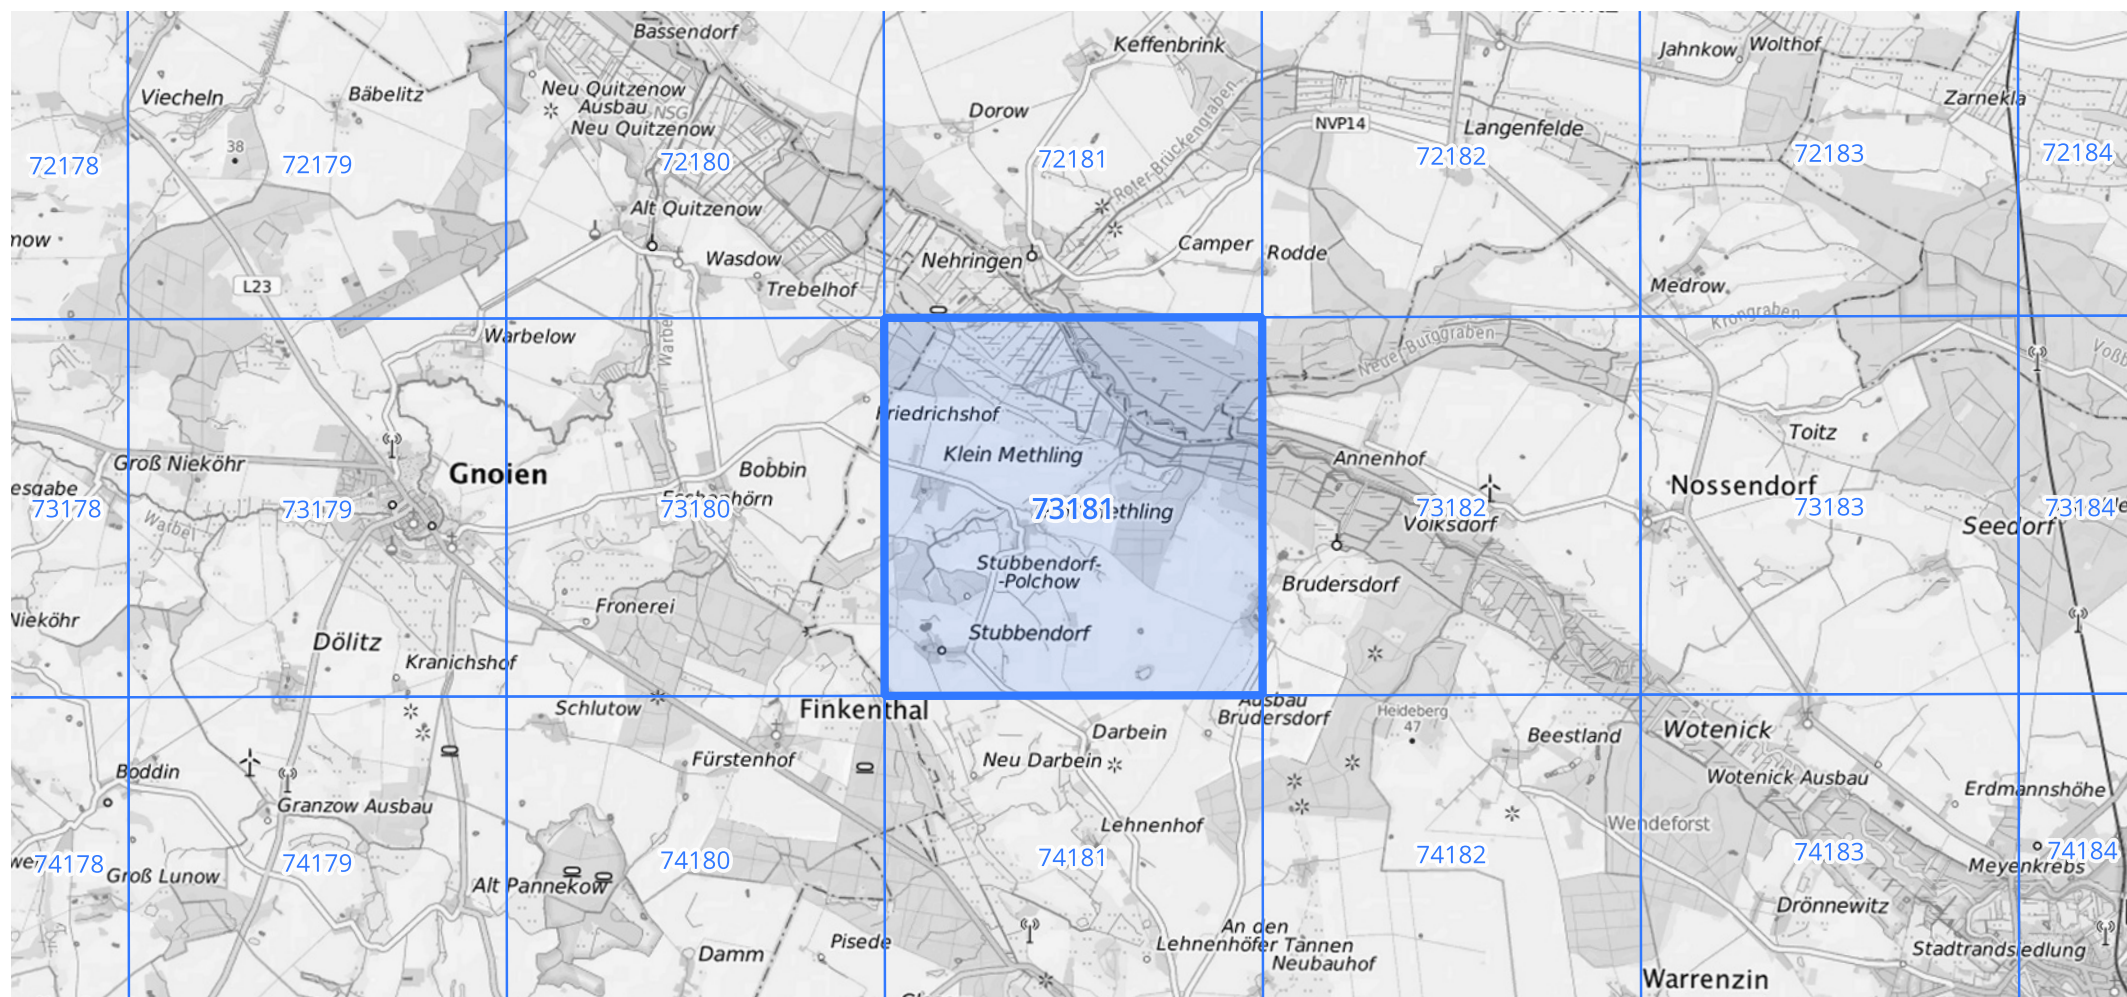 Bassendorf
Keffenbrink
Jahnkow
Wolthof
Viecheln
Bäbelitz
Neu Quitzenow
Ausbau
NSG
Neu Quitzenow
Dorow
Roter Brückengraben
NVP14
Langenfelde
Zarnekla
38
72178
72179
72180
72181
72182
72183
72184
Alt Quitzenow
Wasdow
Trebelhof
Nehringen
Camper
Rodde
Medrow
L23
Krongraben
Warbelow
Warbel
Neuer Burggraben
Friedrichshof
Klein Methling
Toitz
Groß Nieköhr
Gnoien
Bobbin
Annenhof
Nossendorf
esgabe
73178
73179
73180
73181
73182
73183
73184
Warbel
Volksdorf
Seedorf
Stubbendorf-
-Polchow
Brudersdorf
Nieköhr
Fronerei
Stubbendorf
Dölitz
Kranichshof
Schlutow
Finkenthal
Ausbau
Brudersdorf
Heideberg
47
Darbein
Neu Darbein
Beestland
Wotenick
Fürstenhof
Boddin
Wotenick Ausbau
Erdmannshöhe
Granzow Ausbau
Lehnenhof
Wendeforst
74178
74179
74180
74181
74182
74183
74184
Groß Lunow
Alt Pannekow
Meyenkrebs
Drönnewitz
Damm
Pisede
An den
Lehnenhöfer Tannen
Neubauhof
Stadtrandsiedlung
Warrenzin